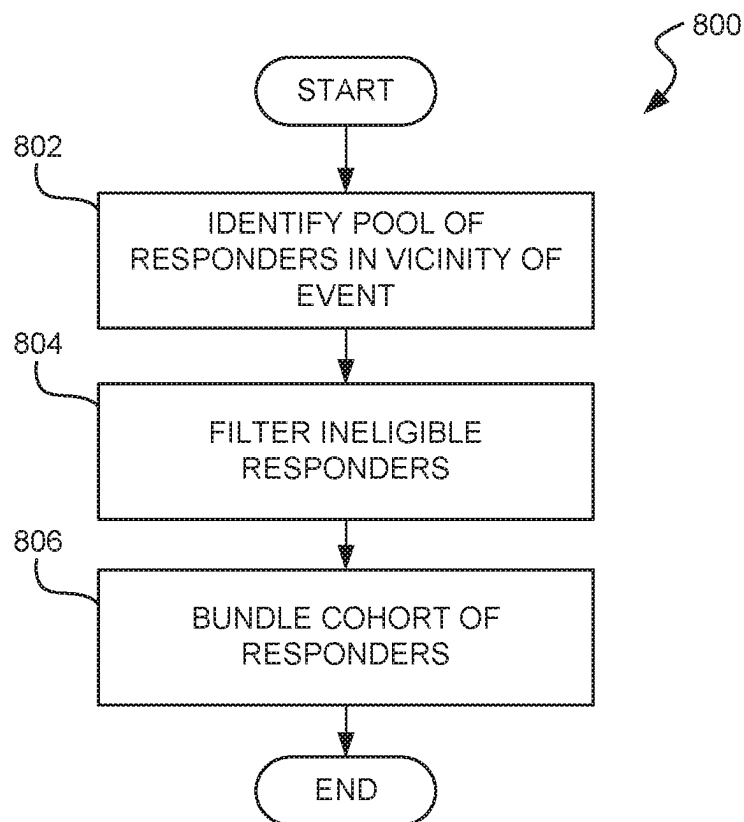 800
START
802
IDENTIFY POOL OF
RESPONDERS IN VICINITY OF
EVENT
804
FILTER INELIGIBLE
RESPONDERS
806
BUNDLE COHORT OF
RESPONDERS
END